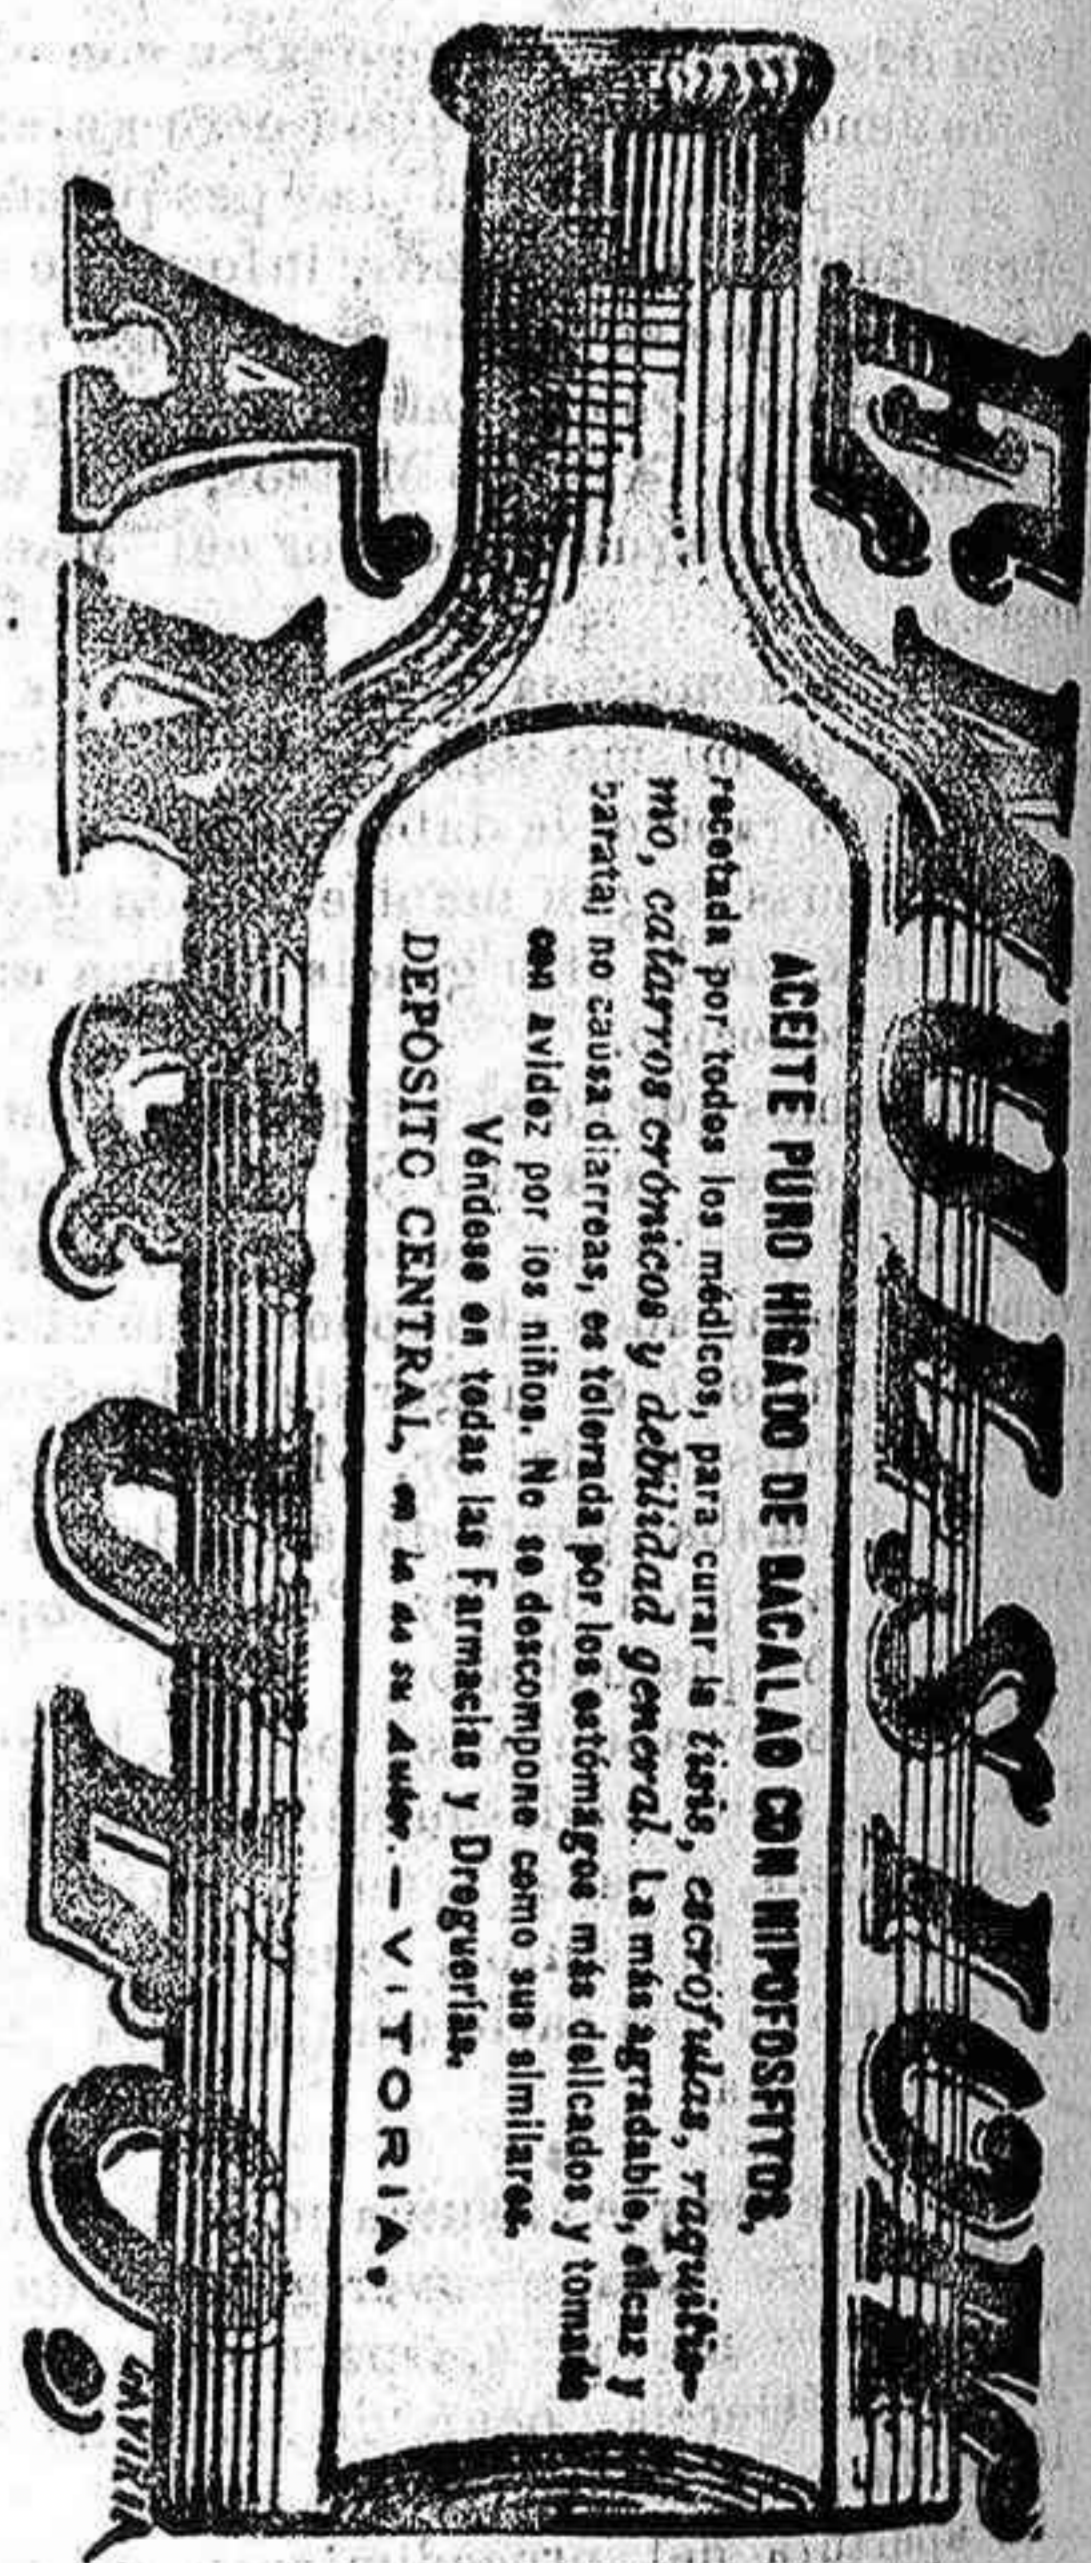 EMULSION
ACEITE PURO HÍGADO DE BACALAO CON HIPOFOSFITOS,
recetada por todos los médicos, para curar la tisis, escrófulas, raquitis-
mo, catarros crónicos y debilidad general. La más agradable, eficaz y
barata; no causa diarreas, es tolerada por los estómagos más delicados y tomada
con avidez por los niños. No se descompone como sus similares.
Véndese en todas las Farmacias y Droguerías.
DEPÓSITO CENTRAL, en la de su Autor.—VITORIA.